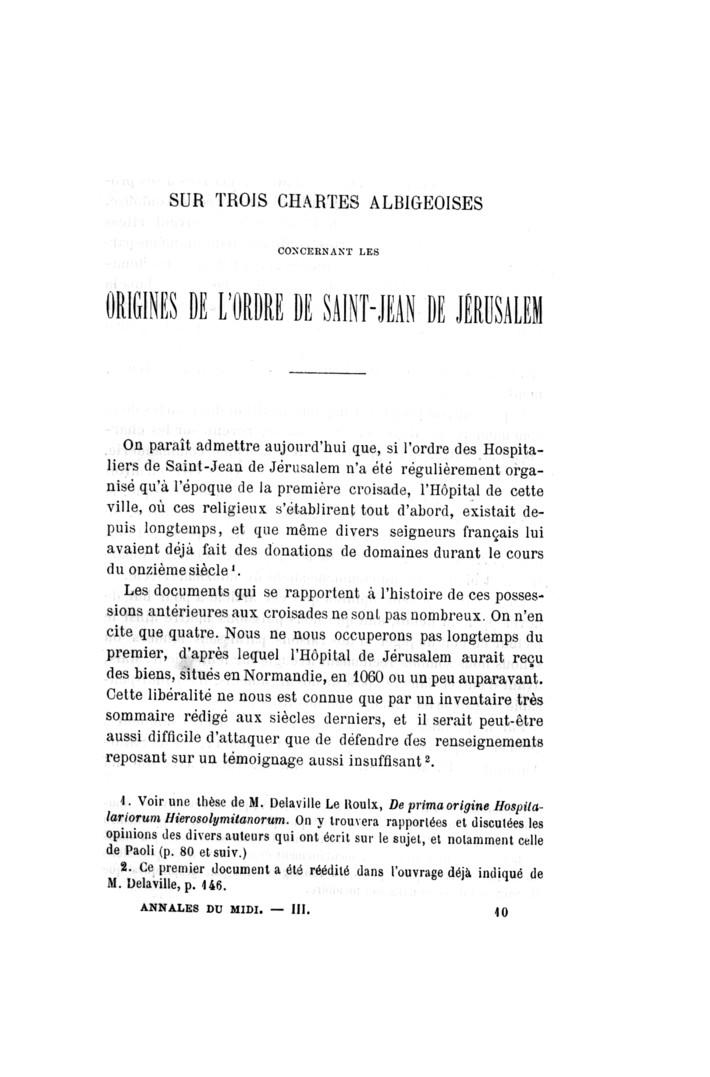 SUR TROIS CHARTES ALBIGEOISES
CONCERNANT LES
ORIGINES DE L'ORDRE DE SAINT-JEAN DE JÉRUSALEM
On paraît admettre aujourd'hui que, si l'ordre des Hospita-
liers de Saint-Jean de Jérusalem n'a été régulièrement orga-
nisé qu'à l'époque de la première croisade, l'Hôpital de cette
ville, où ces religieux s'établirent tout d'abord, existait de-
puis longtemps, et que même divers seigneurs français lui
avaient déjà fait des donations de domaines durant le cours
du onzième siècle 1.
Les documents qui se rapportent à l'histoire de ces posses-
sions antérieures aux croisades ne sont pas nombreux. On n'en
cite que quatre. Nous ne nous occuperons pas longtemps du
premier, d'après lequel l'Hôpital de Jérusalem aurait reçu
des biens, situés en Normandie, en 1060 ou un peu auparavant.
Cette libéralité ne nous est connue que par un inventaire très
sommaire rédigé aux siècles derniers, et il serait peut-être
aussi difficile d'attaquer que de défendre des renseignements
reposant sur un témoignage aussi insuffisant 2.
1. Voir une thèse de M. Delaville Le Roulx, De prima origine Hospita-
lariorum Hierosolymitanorum. On y trouvera rapportées et discutées les
opinions des divers auteurs qui ont écrit sur le sujet, et notamment celle
de Paoli (p. 80 et suiv.)
2. Ce premier document a été réédité dans l'ouvrage déjà indiqué de
M. Delaville, p. 146.
ANNALES DU MIDI. — III. 10